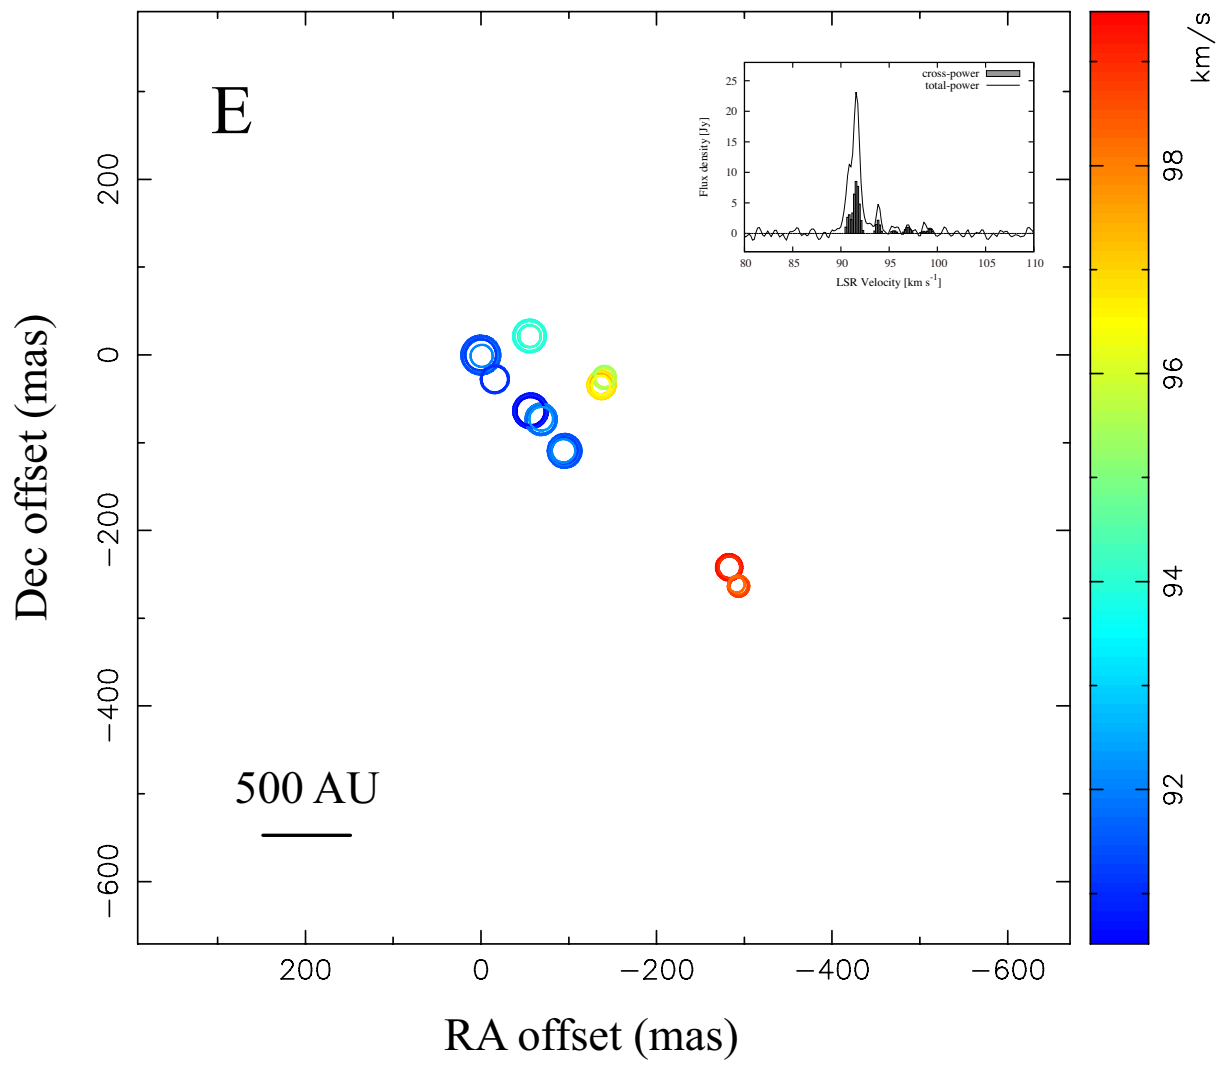 E
cross-power
total-power
25
20
15
10
5
0
Flux density [Jy]
80 85 90 95 100 105 110
LSR Velocity [km s-1]
km/s
98
96
94
92
200
0
−200
−400
−600
Dec offset (mas)
500 AU
200 0 −200 −400 −600
RA offset (mas)